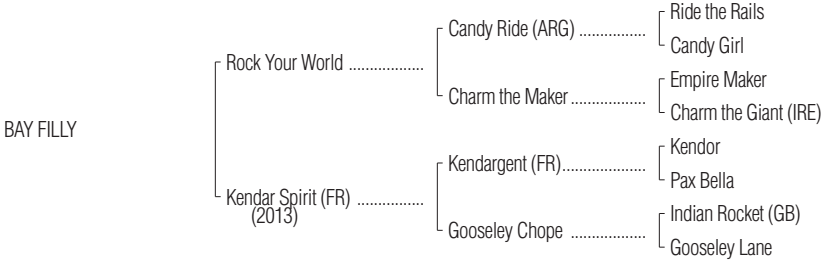 Ride the Rails
Candy Ride (ARG) ................
Candy Girl
Rock Your World ..................
Empire Maker
Charm the Maker ..................
Charm the Giant (IRE)
BAY FILLY
Kendor
Kendargent (FR)....................
Pax Bella
Kendar Spirit (FR) ................
(2013)
Indian Rocket (GB)
Gooseley Chope ..................
Gooseley Lane